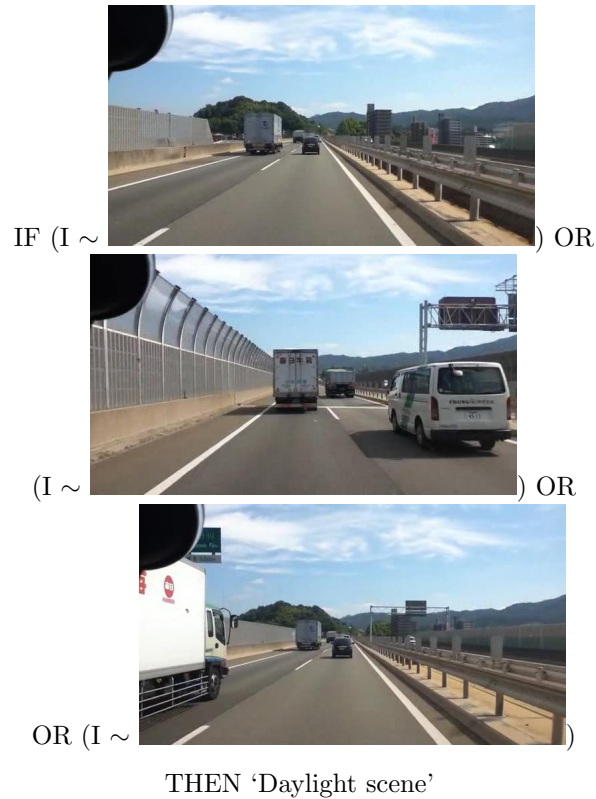 IF (I ∼ ) OR
(I ∼ ) OR
OR (I ∼ )
THEN ‘Daylight scene’